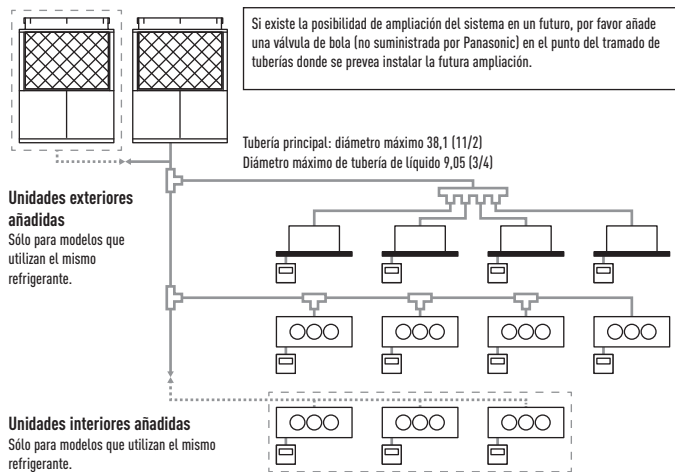 Si existe la posibilidad de ampliación del sistema en un futuro, por favor añade
una válvula de bola (no suministrada por Panasonic) en el punto del tramado de
tuberías donde se prevea instalar la futura ampliación.
Tubería principal: diámetro máximo 38,1 (11/2)
Diámetro máximo de tubería de líquido 9,05 (3/4)
Unidades exteriores
añadidas
Sólo para modelos que
utilizan el mismo
refrigerante.
Unidades interiores añadidas
Sólo para modelos que utilizan el mismo
refrigerante.